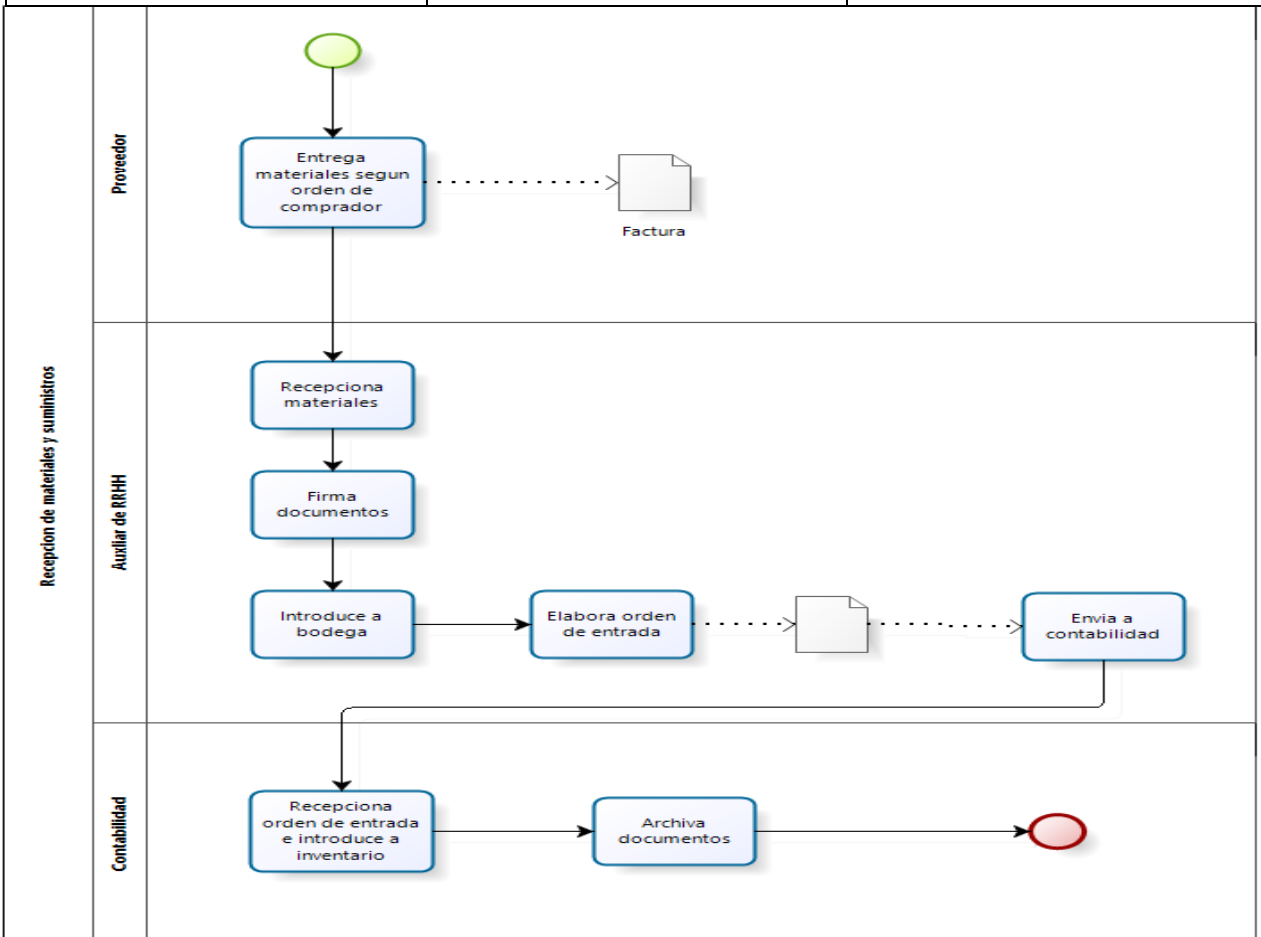 Recepcion de materiales y suministros
Proveedor
Entrega
materiales segun
orden de
comprador
Factura
Auxliar de RRHH
Recepciona
materiales
Firma
documentos
Introduce a
bodega
Elabora orden
de entrada
Envia a
contabilidad
Contabilidad
Recepciona
orden de entrada
e introduce a
inventario
Archiva
documentos